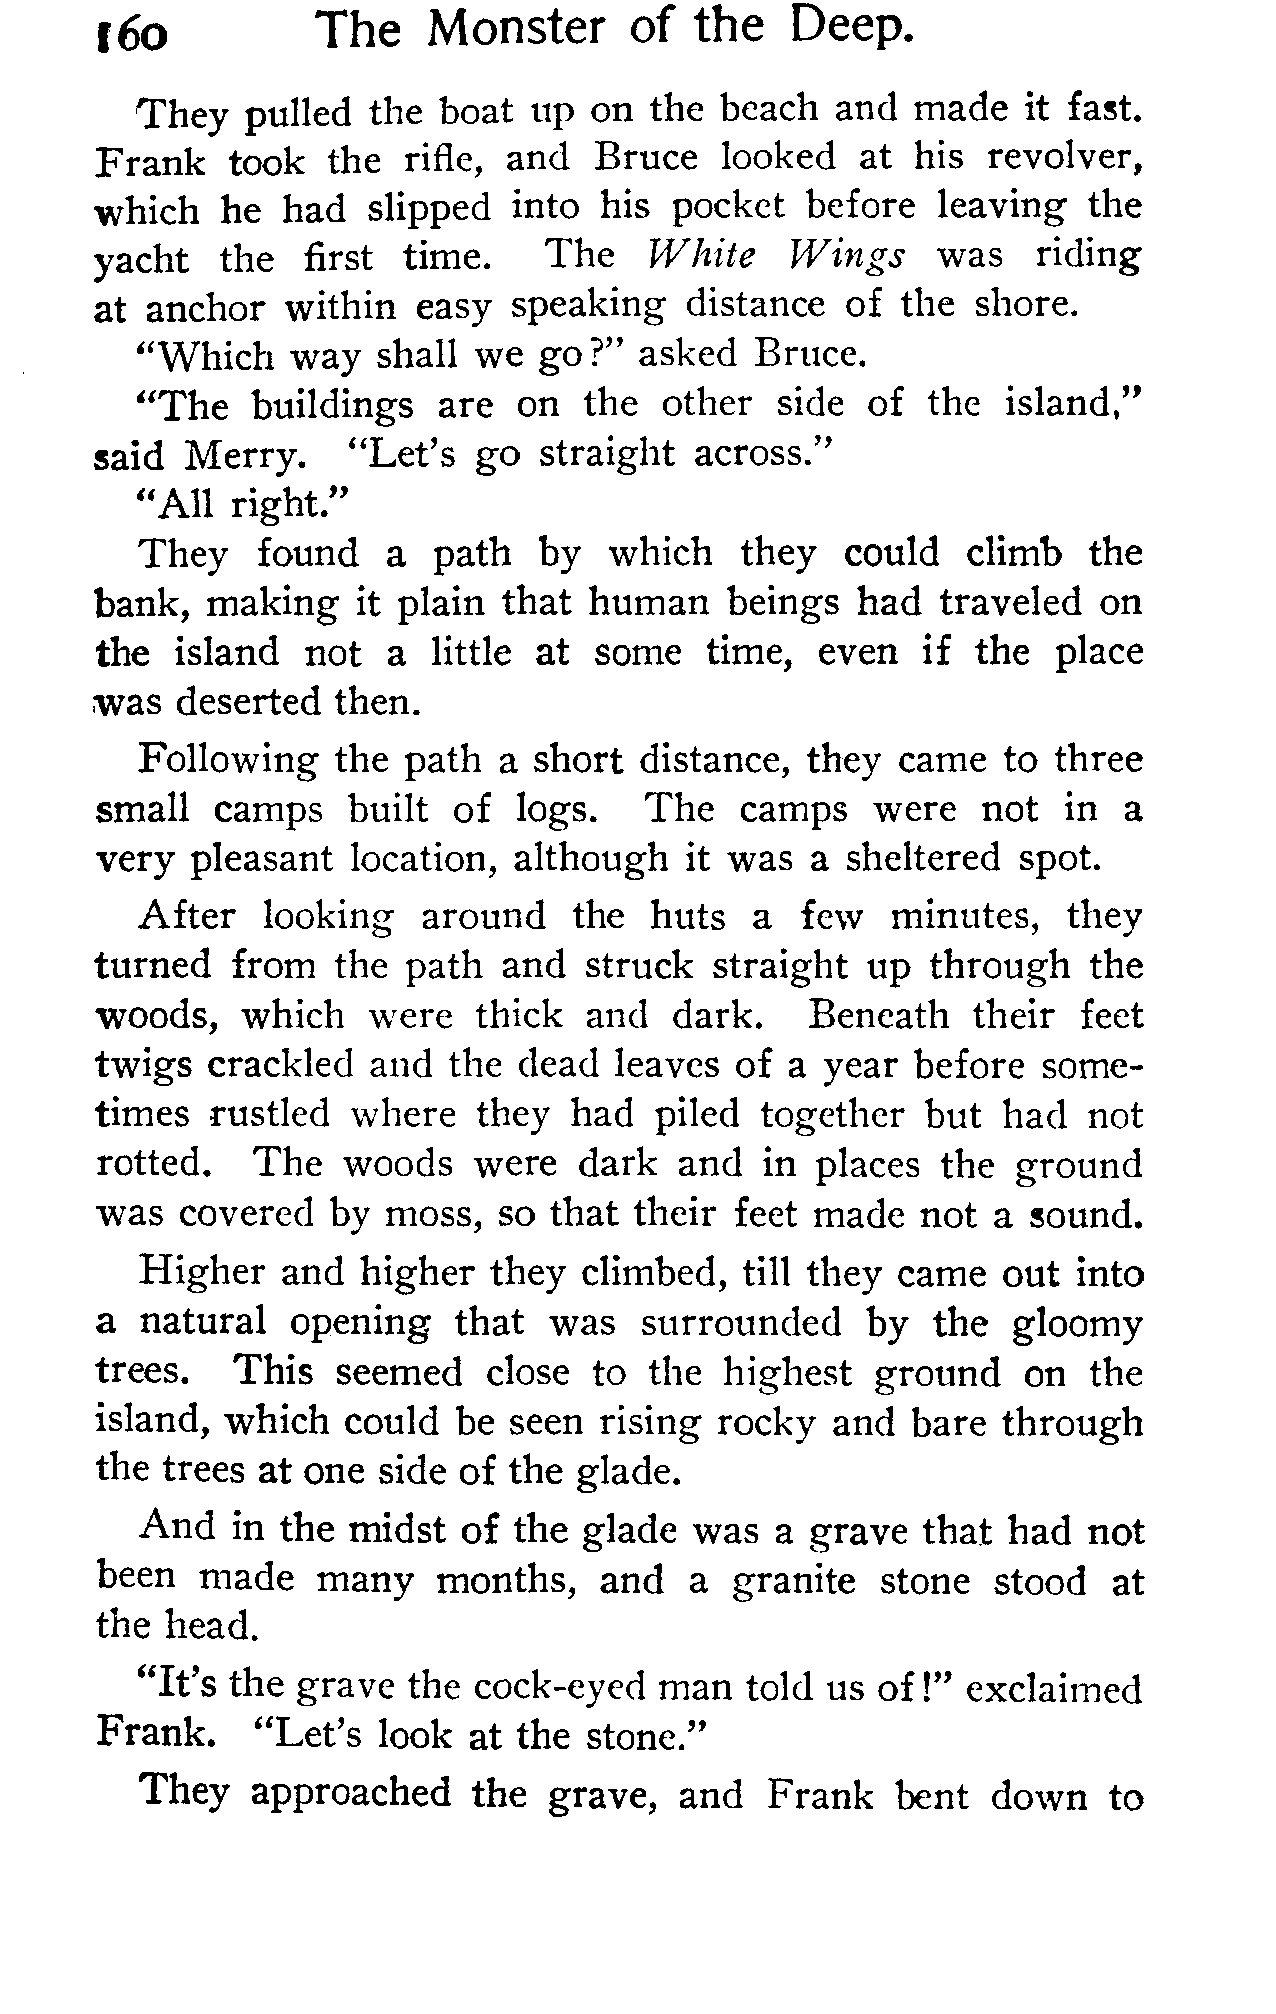 160 The Monster of the Deep.
They pulled the boat up on the beach and made it fast.
Frank took the rifle, and Bruce looked at his revolver,
which he had slipped into his pocket before leaving the
yacht the first time. The White Wings was riding
at anchor within easy speaking distance of the shore.
"Which way shall we go?" asked Bruce.
"The buildings are on the other side of the island,"
said Merry. "Let's go straight across."
"All right."
They found a path by which they could climb the
bank, making it plain that human beings had traveled on
the island not a little at some time, even if the place
was deserted then.
Following the path a short distance, they came to three
small camps built of logs. The camps were not in a
very pleasant location, although it was a sheltered spot.
After looking around the huts a few minutes, they
turned from the path and struck straight up through the
woods, which were thick and dark. Beneath their feet
twigs crackled and the dead leaves of a year before some-
times rustled where they had piled together but had not
rotted. The woods were dark and in places the ground
was covered by moss, so that their feet made not a sound.
Higher and higher they climbed, till they came out into
a natural opening that was surrounded by the gloomy
trees. This seemed close to the highest ground on the
island, which could be seen rising rocky and bare through
the trees at one side of the glade.
And in the midst of the glade was a grave that had not
been made many months, and a granite stone stood at
the head.
"It's the grave the cock-eyed man told us of!" exclaimed
Frank. "Let's look at the stone."
They approached the grave, and Frank bent down to